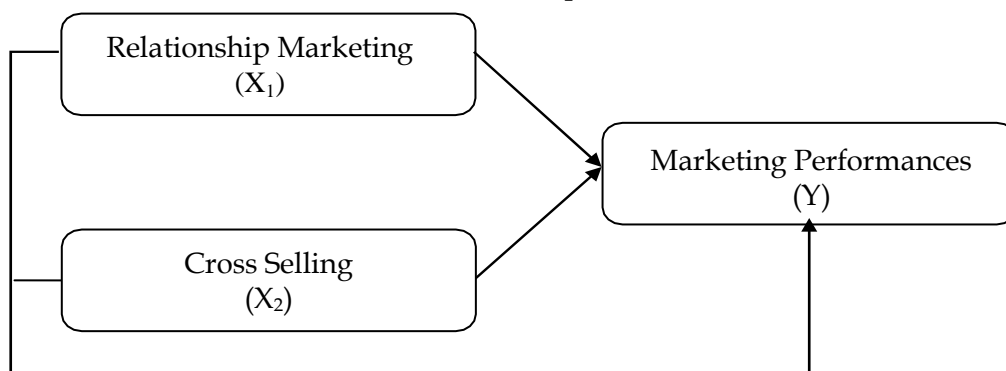 Relationship Marketing
(X₁)
Marketing Performances
(Y)
Cross Selling
(X₂)